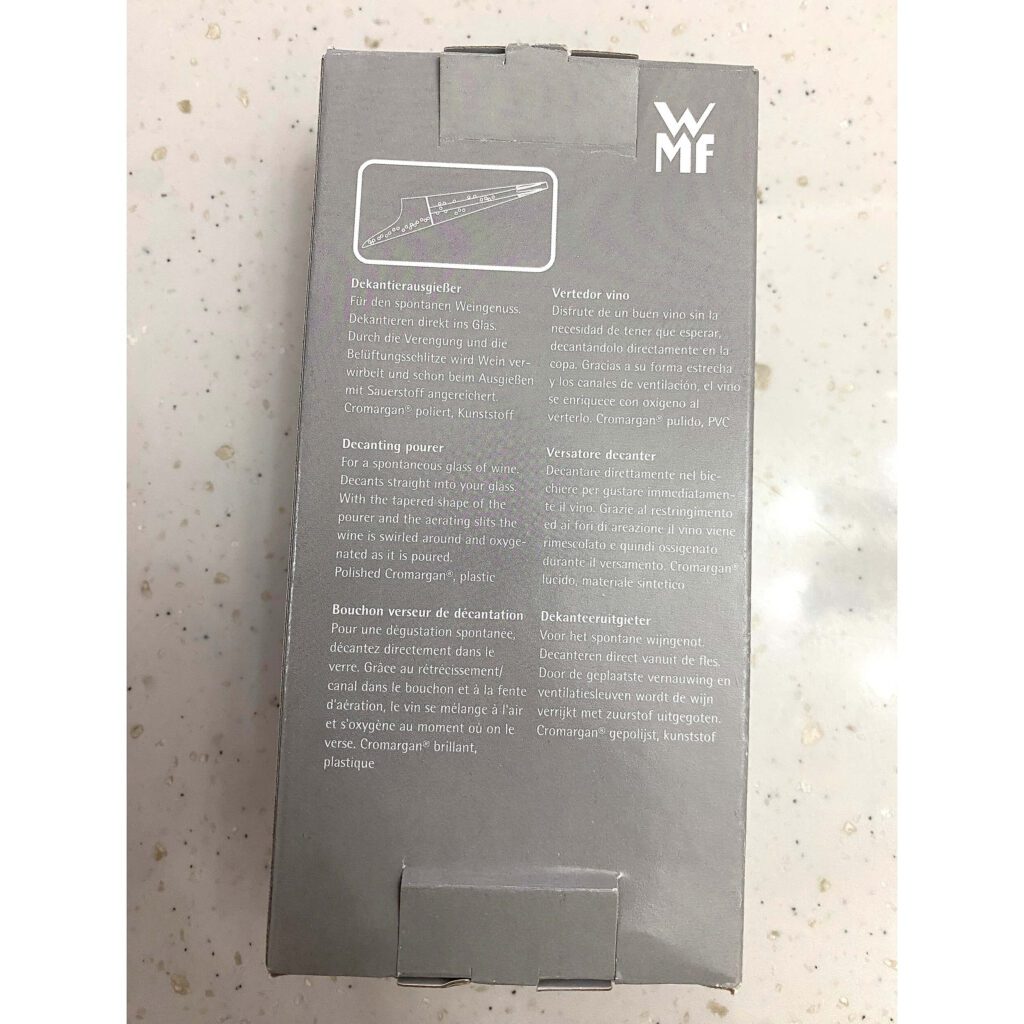 WMF
Dekantierausgießer
Für den spontanen Weingenuss.
Dekantieren direkt ins Glas.
Durch die Verengung und die
Belüftungsschlitze wird Wein ver-
wirbelt und schon beim Ausgießen
mit Sauerstoff angereichert.
Cromargan® poliert, Kunststoff
Decanting pourer
For a spontaneous glass of wine.
Decants straight into your glass.
With the tapered shape of the
pourer and the aerating slits the
wine is swirled around and oxyge-
nated as it is poured.
Polished Cromargan®, plastic
Bouchon verseur de décantation
Pour une dégustation spontanée,
décantez directement dans le
verre. Grâce au rétrécissement/
canal dans le bouchon et à la fente
d'aération, le vin se mélange à l'air
et s'oxygène au moment où on le
verse. Cromargan® brillant,
plastique
Vertedor vino
Disfrute de un buen vino sin la
necesidad de tener que esperar,
decantándolo directamente en la
copa. Gracias a su forma estrecha
y los canales de ventilación, el vino
se enriquece con oxigeno al
verterlo. Cromargan® pulido, PVC
Versatore decanter
Decantare direttamente nel bic-
chiere per gustare immediatamen-
te il vino. Grazie al restringimento
ed ai fori di areazione il vino viene
rimescolato e quindi ossigenato
durante il versamento. Cromargan®
lucido, materiale sintetico
Dekanteeruitgieter
Voor het spontane wijngenot.
Decanteren direct vanuit de fles.
Door de geplaatste vernauwing en
ventilatiesleuven wordt de wijn
verrijkt met zuurstof uitgegoten.
Cromargan® gepolijst, kunststof